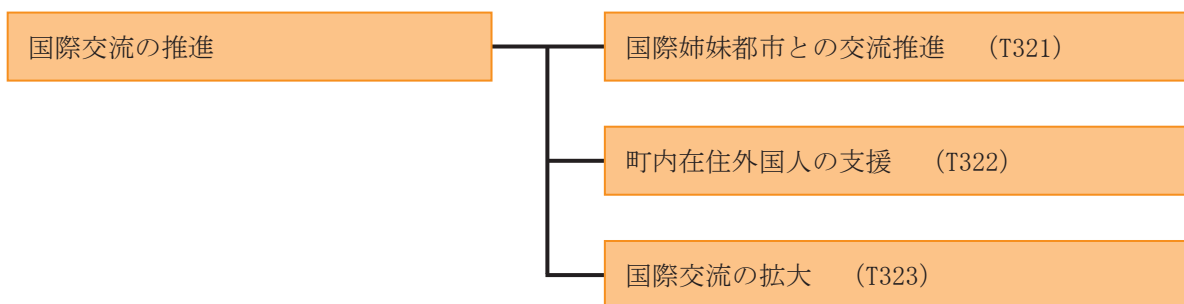 国際交流の推進
国際姉妹都市との交流推進　（T321）
町内在住外国人の支援　（T322）
国際交流の拡大　（T323）